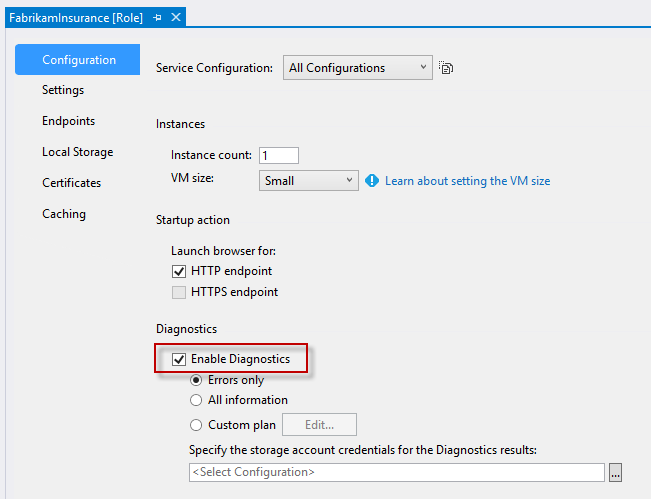 FabrikamInsurance [Role]
Configuration
Settings
Endpoints
Local Storage
Certificates
Caching
Service Configuration: All Configurations
Instances
Instance count: 1
VM size: Small Learn about setting the VM size
Startup action
Launch browser for:
HTTP endpoint
HTTPS endpoint
Diagnostics
Enable Diagnostics
Errors only
All information
Custom plan Edit...
Specify the storage account credentials for the Diagnostics results:
<Select Configuration> ...